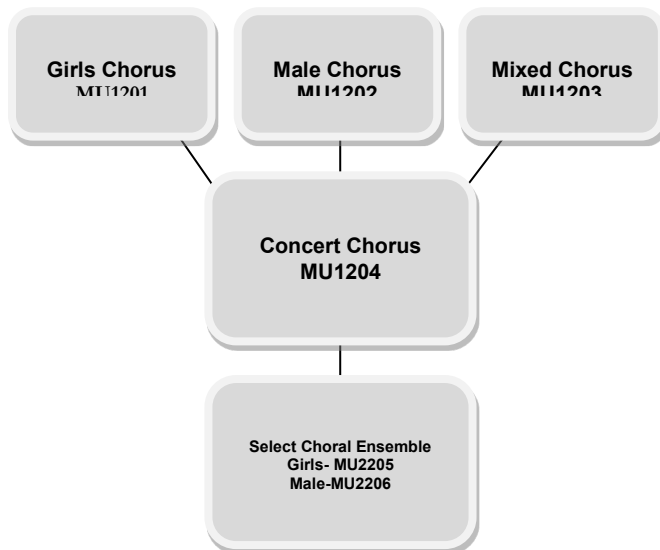 Girls Chorus
MU1201
Male Chorus
MU1202
Mixed Chorus
MU1203
Concert Chorus
MU1204
Select Choral Ensemble
Girls- MU2205
Male-MU2206